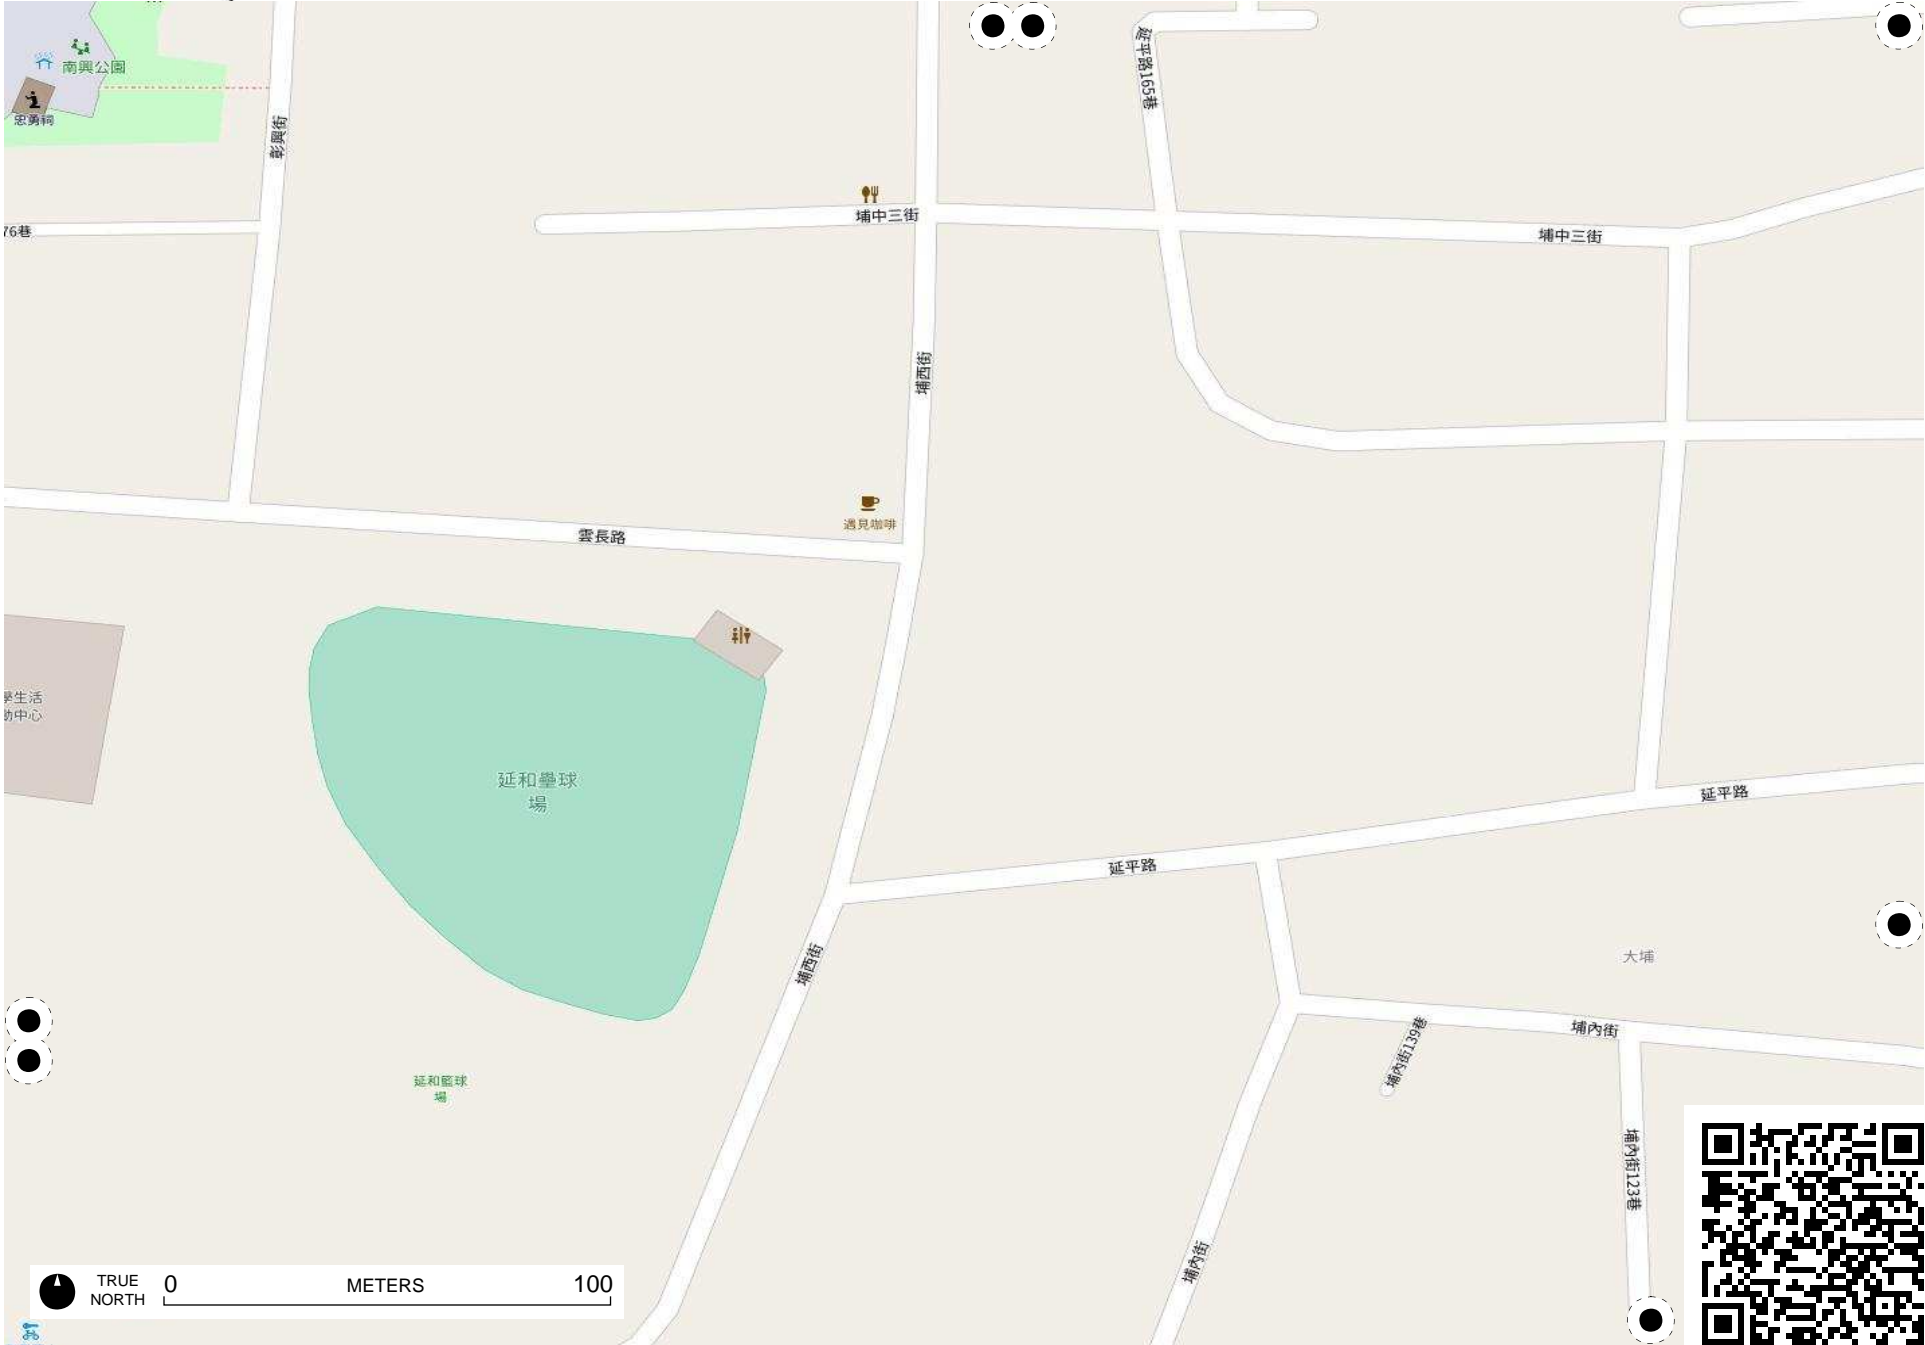 南興公園
忠勇祠
彰興街
76巷
延平路165巷
埔中三街
埔中三街
埔西街
遇見咖啡
雲長路
學生活
動中心
延和壘球
場
延平路
延平路
埔西街
大埔
埔內街
埔內街139巷
延和籃球
場
埔內街123巷
埔內街
TRUE
NORTH
0 METERS 100